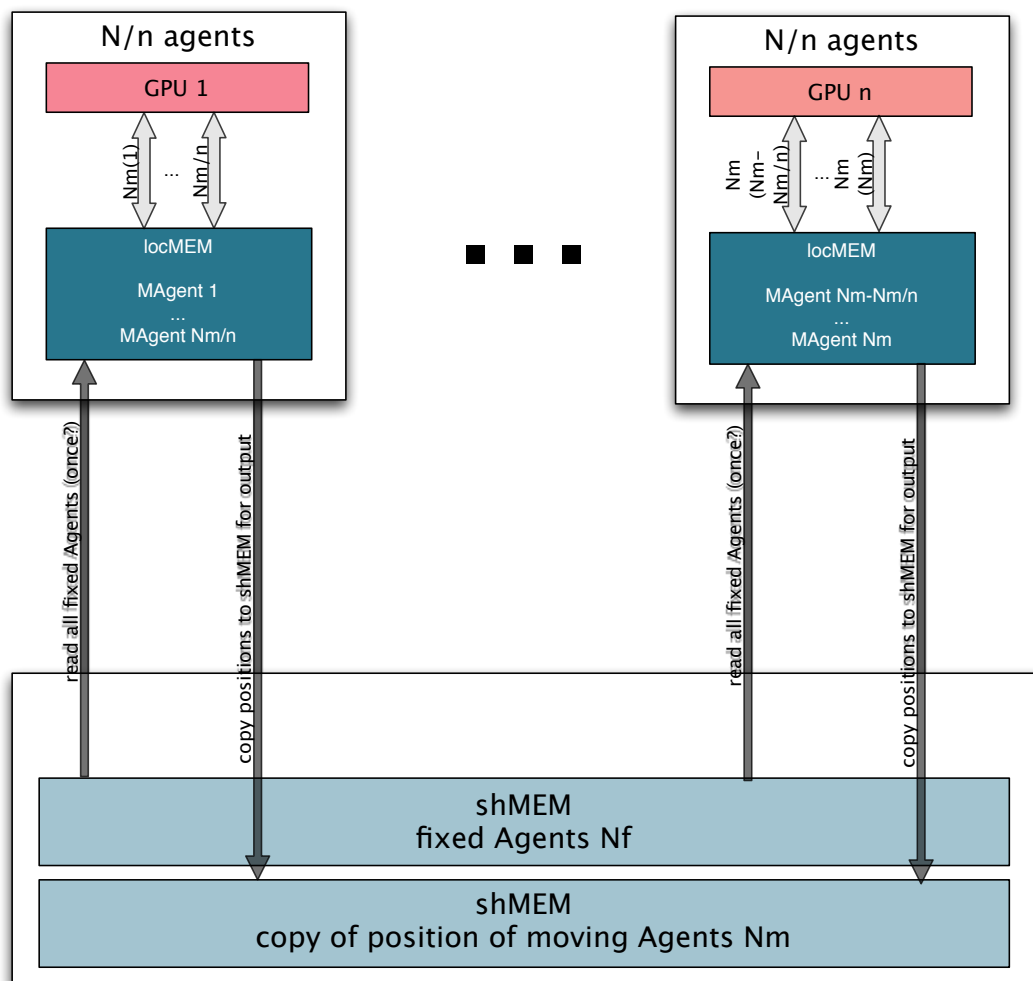 N/n agents
GPU 1
Nm(1)
...
Nm/n
locMEM
MAgent 1
...
MAgent Nm/n
N/n agents
GPU n
Nm
(Nm-
Nm/n)
...
Nm
(Nm)
locMEM
MAgent Nm-Nm/n
...
MAgent Nm
read all fixed Agents (once?)
copy positions to shMEM for output
read all fixed Agents (once?)
copy positions to shMEM for output
shMEM
fixed Agents Nf
shMEM
copy of position of moving Agents Nm